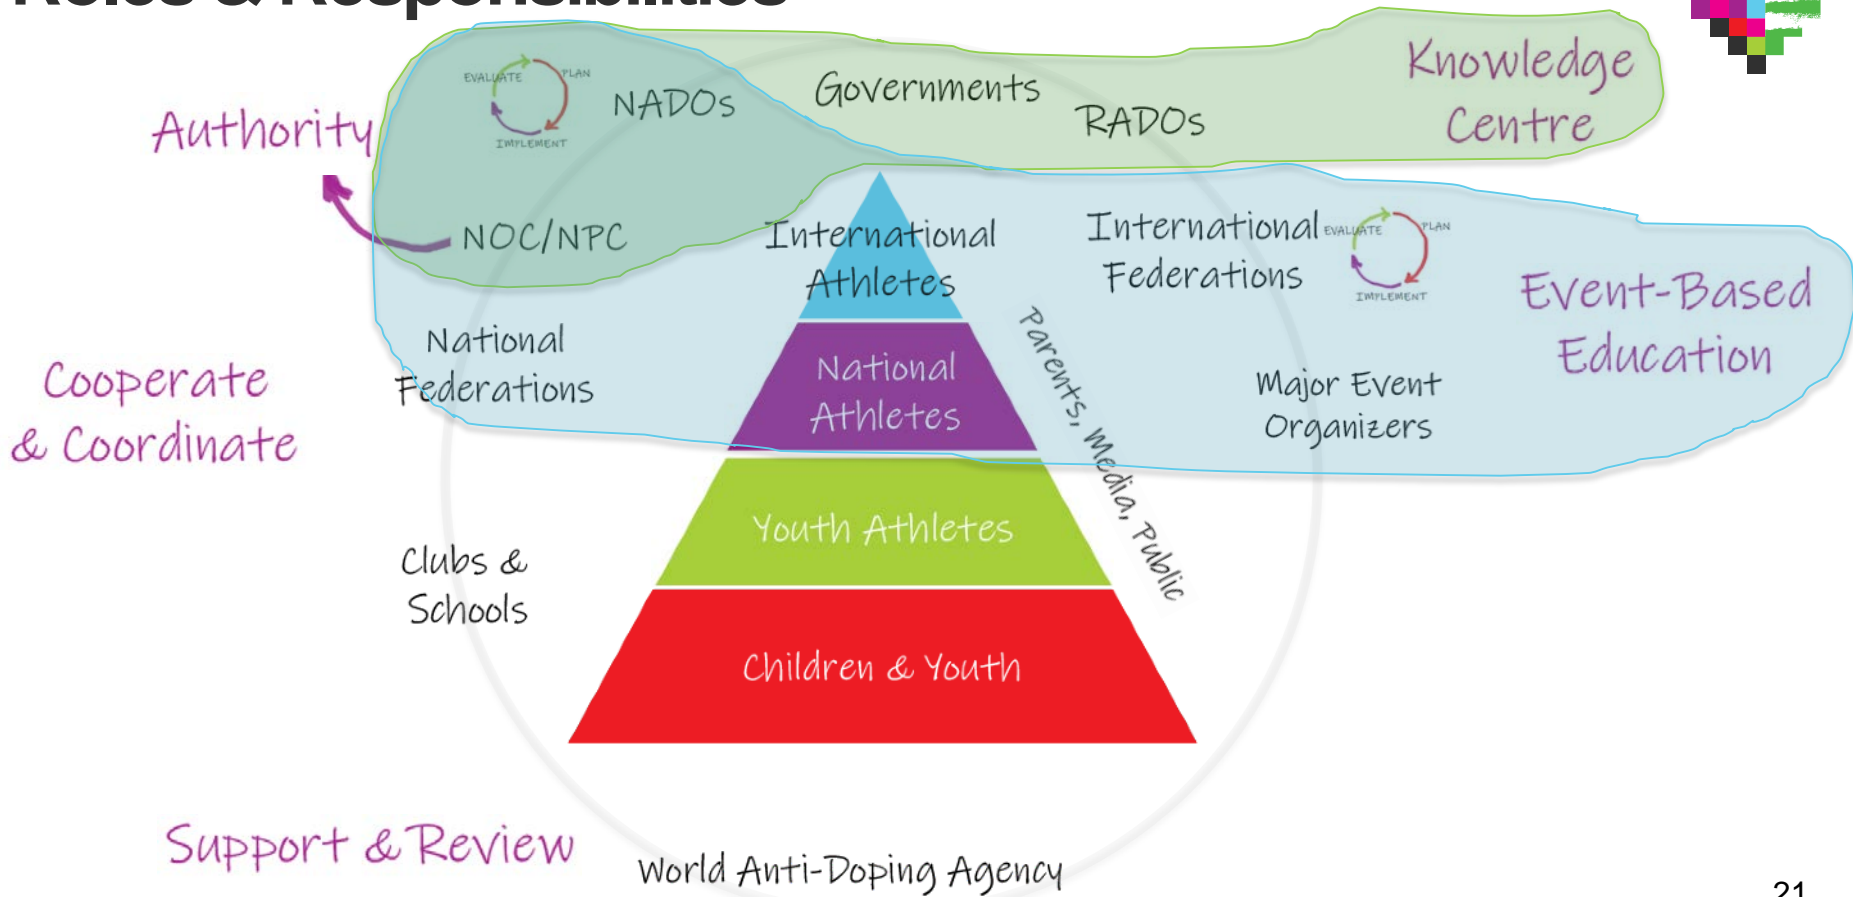 Roles & Responsibilities
Knowledge
Centre
EVALUATE
PLAN
IMPLEMENT
NADOs
Governments
RADOs
Authority
NOC/NPC
International
Athletes
International
Federations
EVALUATE
PLAN
IMPLEMENT
Event-Based
Education
National
Federations
Cooperate
& Coordinate
National
Athletes
Parents, Media, Public
Major Event
Organizers
Youth Athletes
Clubs &
Schools
Children & Youth
Support & Review
World Anti-Doping Agency
21